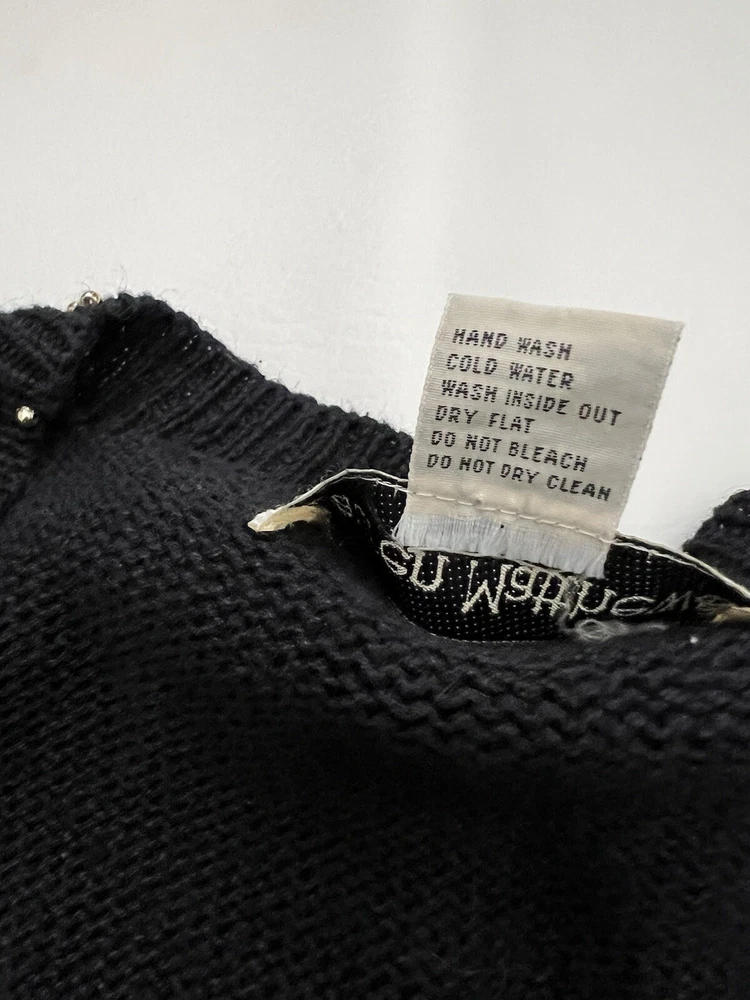 HAND WASH
COLD WATER
WASH INSIDE OUT
DRY FLAT
DO NOT BLEACH
DO NOT DRY CLEAN